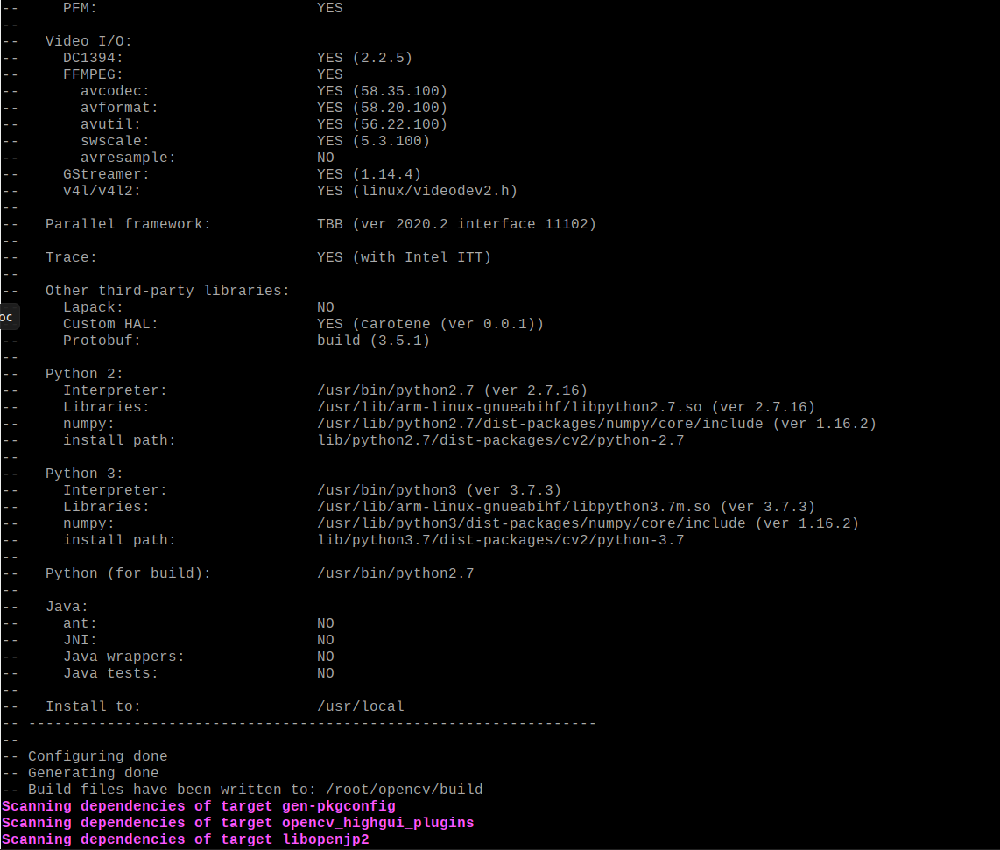 --     PFM:                         YES
--
--   Video I/O:
--     DC1394:                      YES (2.2.5)
--     FFMPEG:                      YES
--       avcodec:                   YES (58.35.100)
--       avformat:                  YES (58.20.100)
--       avutil:                    YES (56.22.100)
--       swscale:                   YES (5.3.100)
--       avresample:                NO
--     GStreamer:                   YES (1.14.4)
--     v4l/v4l2:                    YES (linux/videodev2.h)
--
--   Parallel framework:            TBB (ver 2020.2 interface 11102)
--
--   Trace:                         YES (with Intel ITT)
--
--   Other third-party libraries:
--     Lapack:                      NO
oc     Custom HAL:                  YES (carotene (ver 0.0.1))
--     Protobuf:                    build (3.5.1)
--
--   Python 2:
--     Interpreter:                 /usr/bin/python2.7 (ver 2.7.16)
--     Libraries:                   /usr/lib/arm-linux-gnueabihf/libpython2.7.so (ver 2.7.16)
--     numpy:                       /usr/lib/python2.7/dist-packages/numpy/core/include (ver 1.16.2)
--     install path:                lib/python2.7/dist-packages/cv2/python-2.7
--
--   Python 3:
--     Interpreter:                 /usr/bin/python3 (ver 3.7.3)
--     Libraries:                   /usr/lib/arm-linux-gnueabihf/libpython3.7m.so (ver 3.7.3)
--     numpy:                       /usr/lib/python3/dist-packages/numpy/core/include (ver 1.16.2)
--     install path:                lib/python3.7/dist-packages/cv2/python-3.7
--
--   Python (for build):            /usr/bin/python2.7
--
--   Java:
--     ant:                         NO
--     JNI:                         NO
--     Java wrappers:               NO
--     Java tests:                  NO
--
--   Install to:                    /usr/local
-- -----------------------------------------------------------------
--
-- Configuring done
-- Generating done
-- Build files have been written to: /root/opencv/build
Scanning dependencies of target gen-pkgconfig
Scanning dependencies of target opencv_highgui_plugins
Scanning dependencies of target libopenjp2